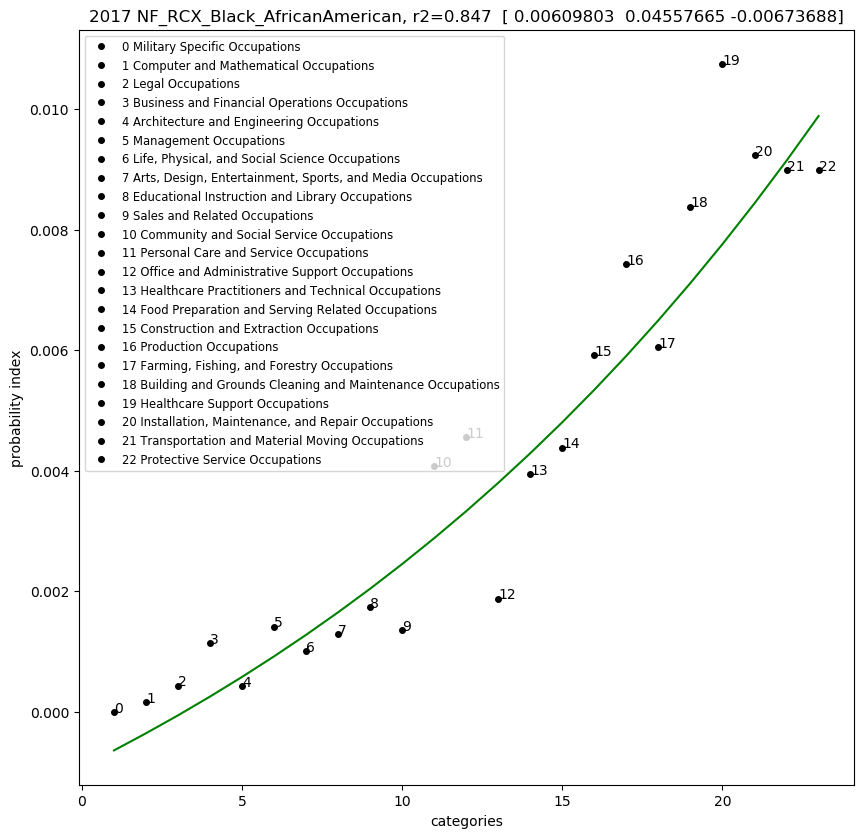 2017 NF_RCX_Black_AfricanAmerican, r2=0.847 [ 0.00609803 0.04557665 -0.00673688]
0 Military Specific Occupations
1 Computer and Mathematical Occupations
2 Legal Occupations
3 Business and Financial Operations Occupations
4 Architecture and Engineering Occupations
5 Management Occupations
6 Life, Physical, and Social Science Occupations
7 Arts, Design, Entertainment, Sports, and Media Occupations
8 Educational Instruction and Library Occupations
9 Sales and Related Occupations
10 Community and Social Service Occupations
11 Personal Care and Service Occupations
12 Office and Administrative Support Occupations
13 Healthcare Practitioners and Technical Occupations
14 Food Preparation and Serving Related Occupations
15 Construction and Extraction Occupations
16 Production Occupations
17 Farming, Fishing, and Forestry Occupations
18 Building and Grounds Cleaning and Maintenance Occupations
19 Healthcare Support Occupations
20 Installation, Maintenance, and Repair Occupations
21 Transportation and Material Moving Occupations
22 Protective Service Occupations
0.010
0.008
0.006
0.004
0.002
0.000
probability index
0
1
2
3
4
5
6
7
8
9
10
11
12
13
14
15
16
17
18
19
20
21
22
0
5
10
15
20
categories